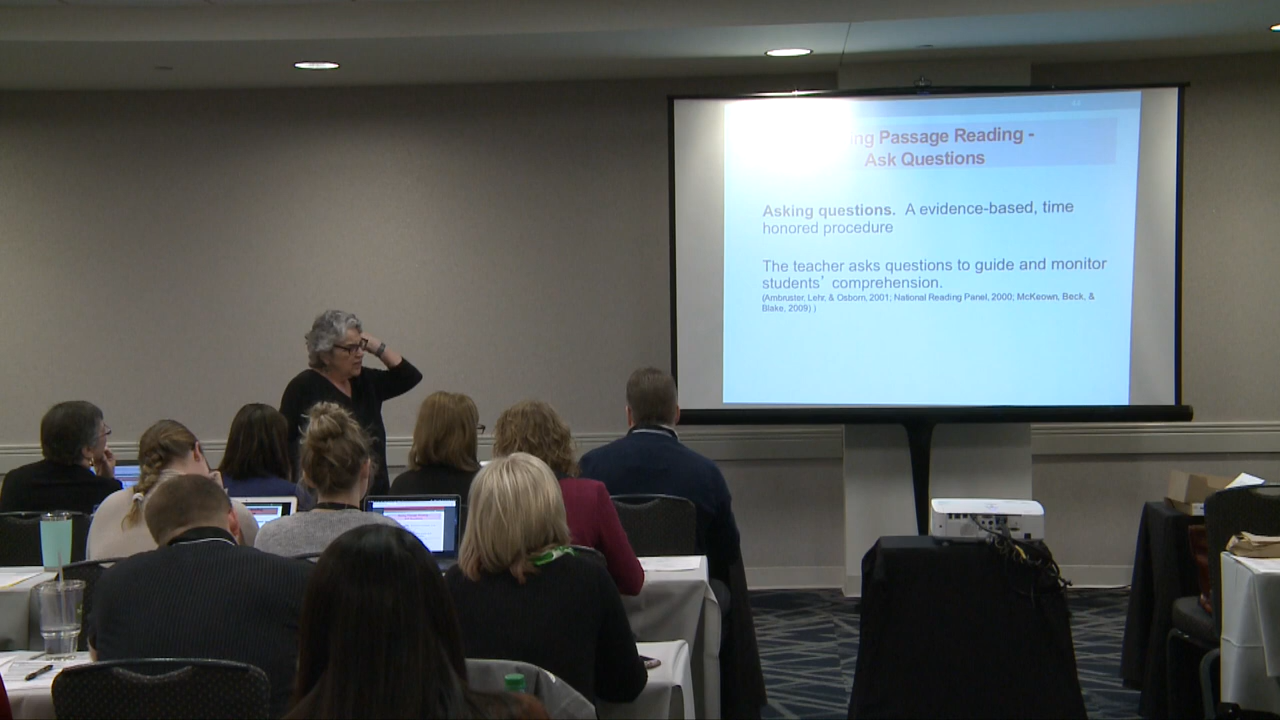 Passage Reading -
Ask Questions
Asking questions. A evidence-based, time
honored procedure
The teacher asks questions to guide and monitor
students' comprehension.
(Ambruster, Lehr, & Osborn, 2001; National Reading Panel, 2000; McKeown, Beck, &
Blake, 2009) )